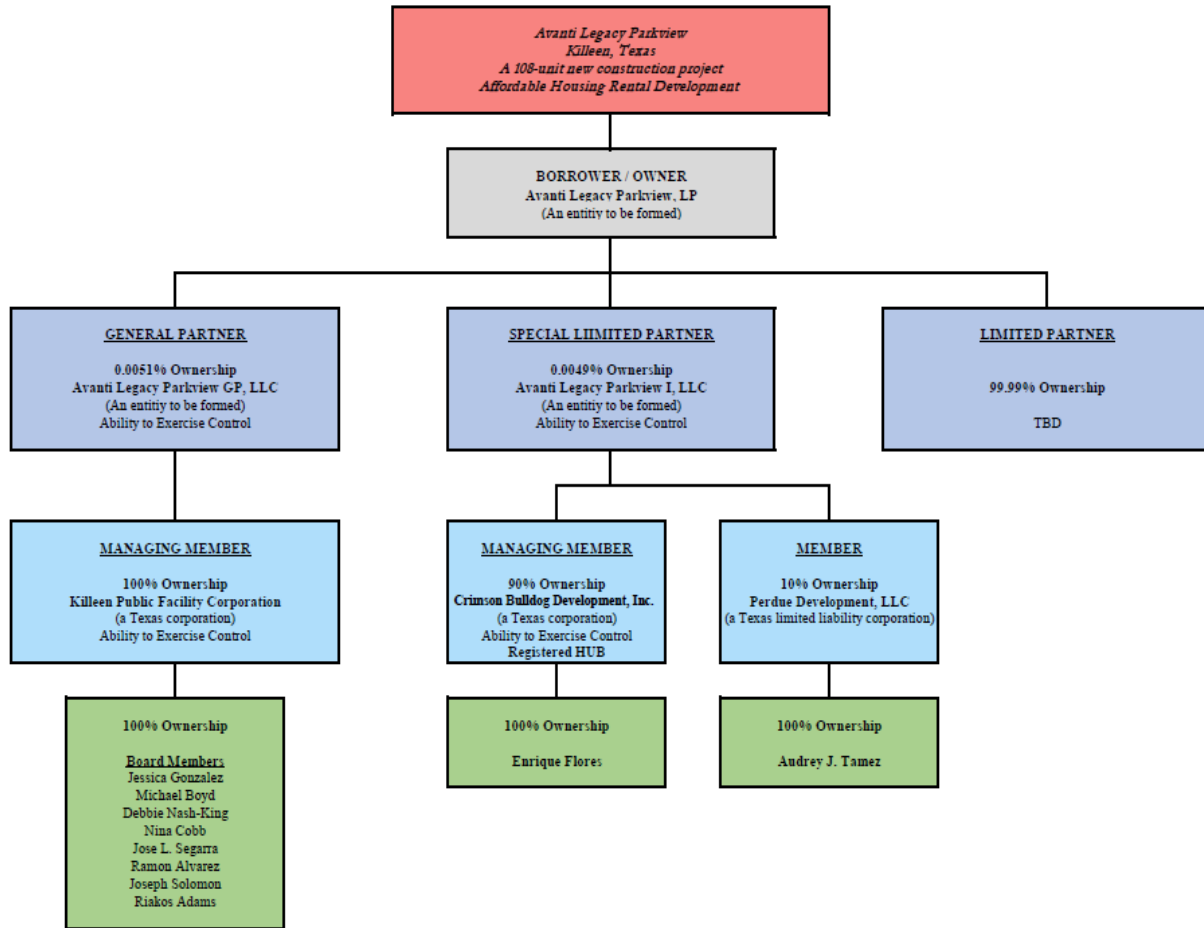 Avanti Legacy Parkview
Killeen, Texas
A 108-unit new construction project
Affordable Housing Rental Development
BORROWER / OWNER
Avanti Legacy Parkview, LP
(An entitiy to be formed)
GENERAL PARTNER
0.0051% Ownership
Avanti Legacy Parkview GP, LLC
(An entitiy to be formed)
Ability to Exercise Control
SPECIAL LIIMITED PARTNER
0.0049% Ownership
Avanti Legacy Parkview I, LLC
(An entitiy to be formed)
Ability to Exercise Control
LIMITED PARTNER
99.99% Ownership
TBD
MANAGING MEMBER
100% Ownership
Killeen Public Facility Corporation
(a Texas corporation)
Ability to Exercise Control
MANAGING MEMBER
90% Ownership
Crimson Bulldog Development, Inc.
(a Texas corporation)
Ability to Exercise Control
Registered HUB
MEMBER
10% Ownership
Perdue Development, LLC
(a Texas limited liability corporation)
100% Ownership
Board Members
Jessica Gonzalez
Michael Boyd
Debbie Nash-King
Nina Cobb
Jose L. Segarra
Ramon Alvarez
Joseph Solomon
Riakos Adams
100% Ownership
Enrique Flores
100% Ownership
Audrey J. Tamez